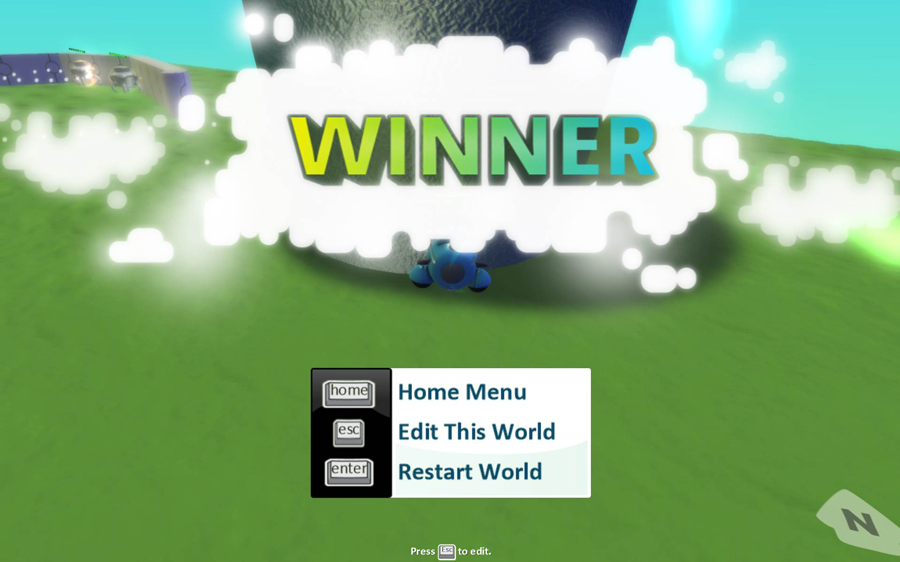 WINNER
home Home Menu
esc Edit This World
enter Restart World
N
Press esc to edit.